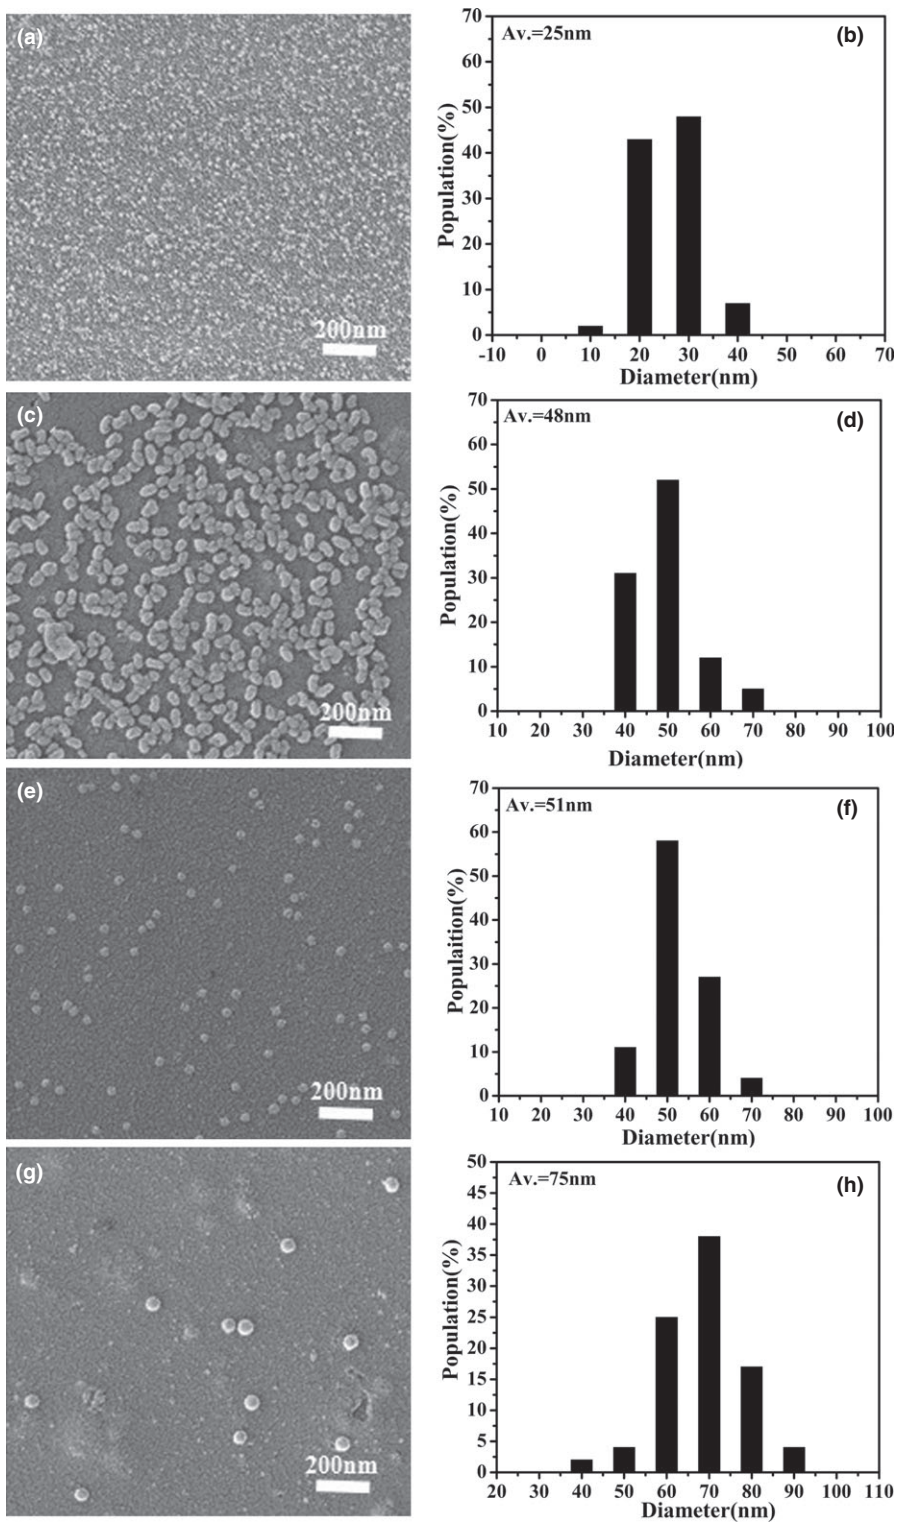 (a)
200nm
Av.=25nm
(b)
70
60
50
40
30
20
10
0
Population(%)
-10 0 10 20 30 40 50 60 70
Diameter(nm)
(c)
200nm
Av.=48nm
(d)
70
60
50
40
30
20
10
0
Population(%)
10 20 30 40 50 60 70 80 90 100
Diameter(nm)
(e)
200nm
Av.=51nm
(f)
70
60
50
40
30
20
10
0
Populaition(%)
10 20 30 40 50 60 70 80 90 100
Diameter(nm)
(g)
200nm
Av.=75nm
(h)
50
45
40
35
30
25
20
15
10
5
0
Population(%)
20 30 40 50 60 70 80 90 100 110
Diameter(nm)